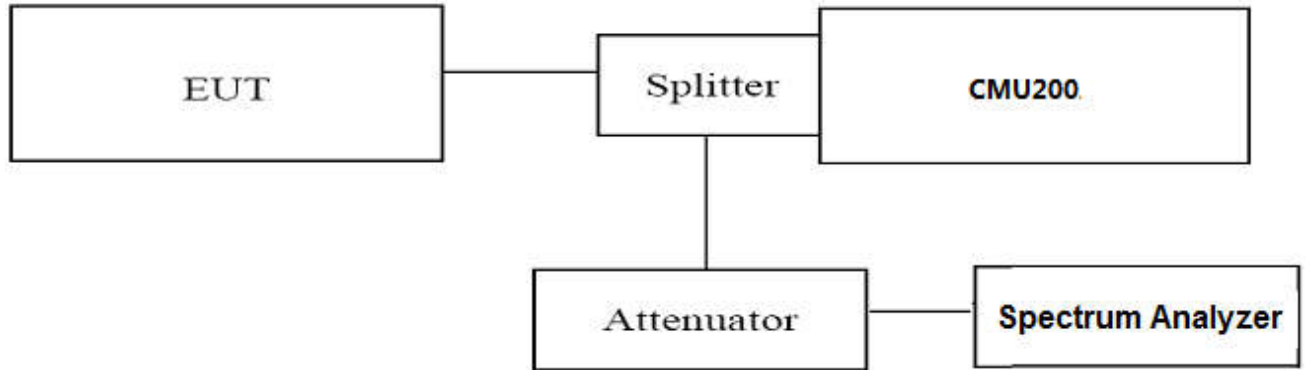 EUT
Splitter
CMU200.
Attenuator
Spectrum Analyzer